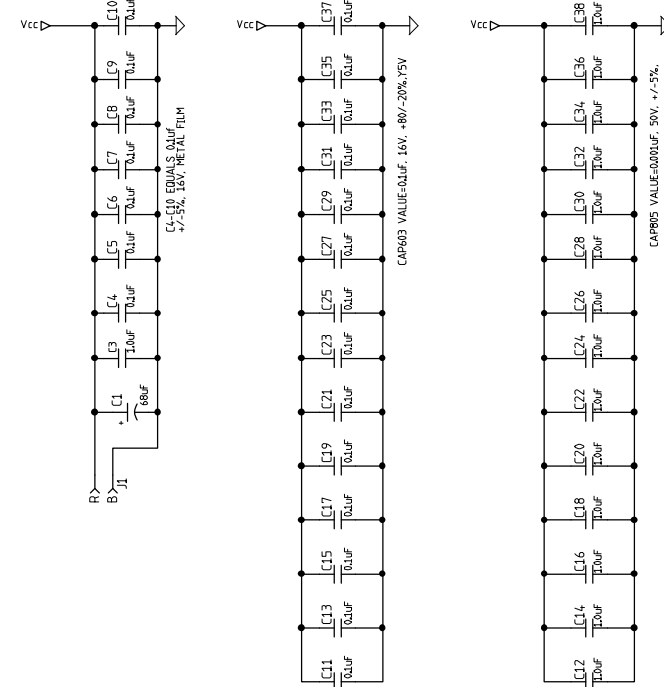 Vcc
C10
0.1uF
C9
0.1uF
C8
0.1uF
C7
0.1uF
C6
0.1uF
C5
0.1uF
C4
0.1uF
C3
1.0uF
C1
68uF
+
R
B
J1
C4-C10 EQUALS 0.1uf
+/-5%, 16V, METAL FILM
Vcc
C37
0.1uF
C35
0.1uF
C33
0.1uF
C31
0.1uF
C29
0.1uF
C27
0.1uF
C25
0.1uF
C23
0.1uF
C21
0.1uF
C19
0.1uF
C17
0.1uF
C15
0.1uF
C13
0.1uF
C11
0.1uF
CAP603 VALUE=0.1uF, 16V, +80/-20%,Y5V
Vcc
C38
1.0uF
C36
1.0uF
C34
1.0uF
C32
1.0uF
C30
1.0uF
C28
1.0uF
C26
1.0uF
C24
1.0uF
C22
1.0uF
C20
1.0uF
C18
1.0uF
C16
1.0uF
C14
1.0uF
C12
1.0uF
CAP805 VALUE=0.001uF, 50V, +/-5%,